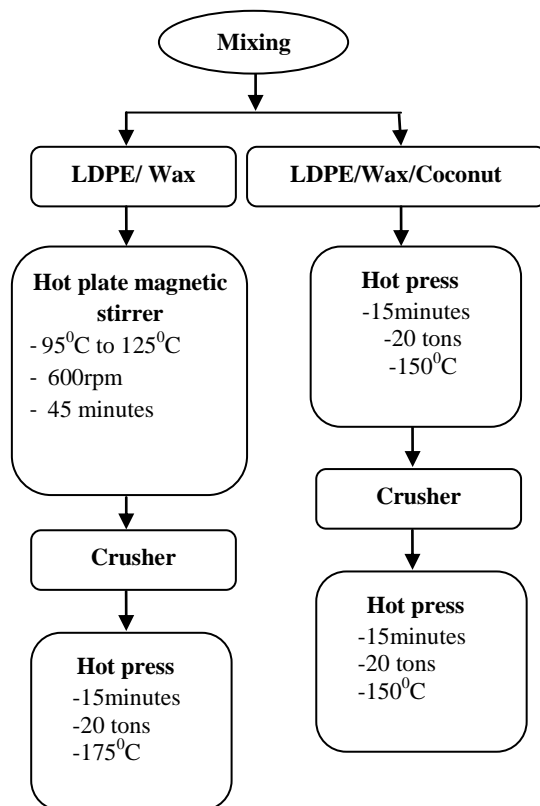 Mixing
LDPE/ Wax
Hot plate magnetic
stirrer
- 95⁰C to 125⁰C
- 600rpm
- 45 minutes
Crusher
Hot press
-15minutes
-20 tons
-175⁰C
LDPE/Wax/Coconut
Hot press
-15minutes
-20 tons
-150⁰C
Crusher
Hot press
-15minutes
-20 tons
-150⁰C